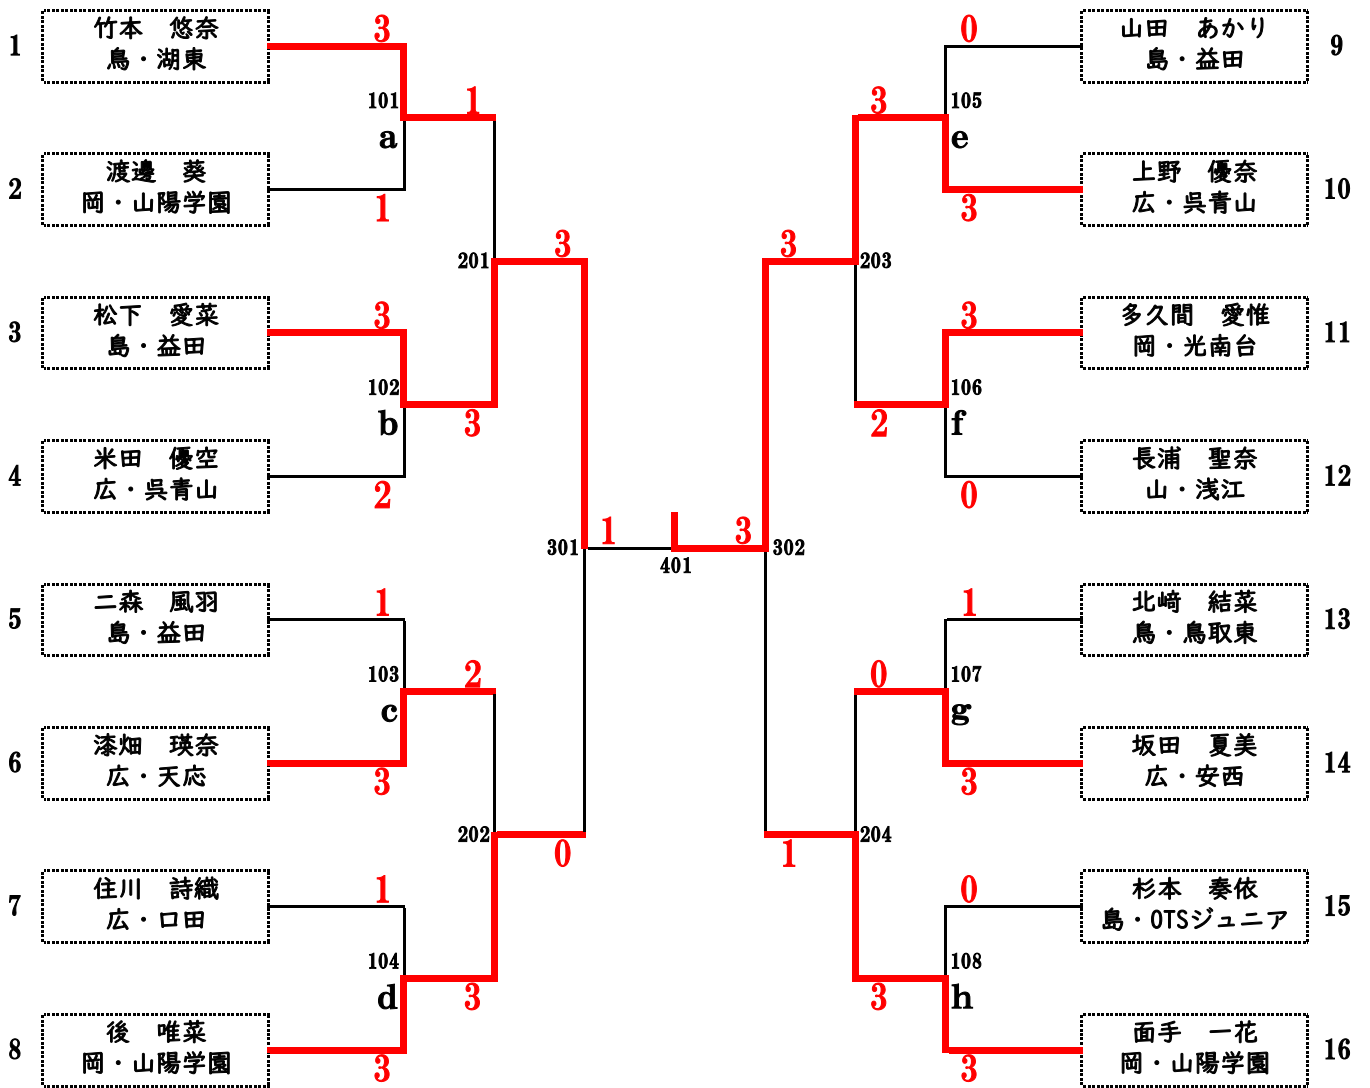 1
竹本　悠奈
鳥・湖東
3
101
a
1
2
渡邊　葵
岡・山陽学園
1
201
3
3
松下　愛菜
島・益田
3
102
b
3
4
米田　優空
広・呉青山
2
301
1
5
二森　風羽
島・益田
1
103
c
2
6
漆畑　瑛奈
広・天応
3
202
0
7
住川　詩織
広・口田
1
104
d
3
8
後　唯菜
岡・山陽学園
3
401
0
山田　あかり
島・益田
9
3
105
e
上野　優奈
広・呉青山
10
3
3
203
3
多久間　愛惟
岡・光南台
11
106
2
f
長浦　聖奈
山・浅江
12
0
3
302
1
北﨑　結菜
鳥・鳥取東
13
0
107
g
坂田　夏美
広・安西
14
3
204
1
0
杉本　奏依
島・OTSジュニア
15
108
3
h
面手　一花
岡・山陽学園
16
3